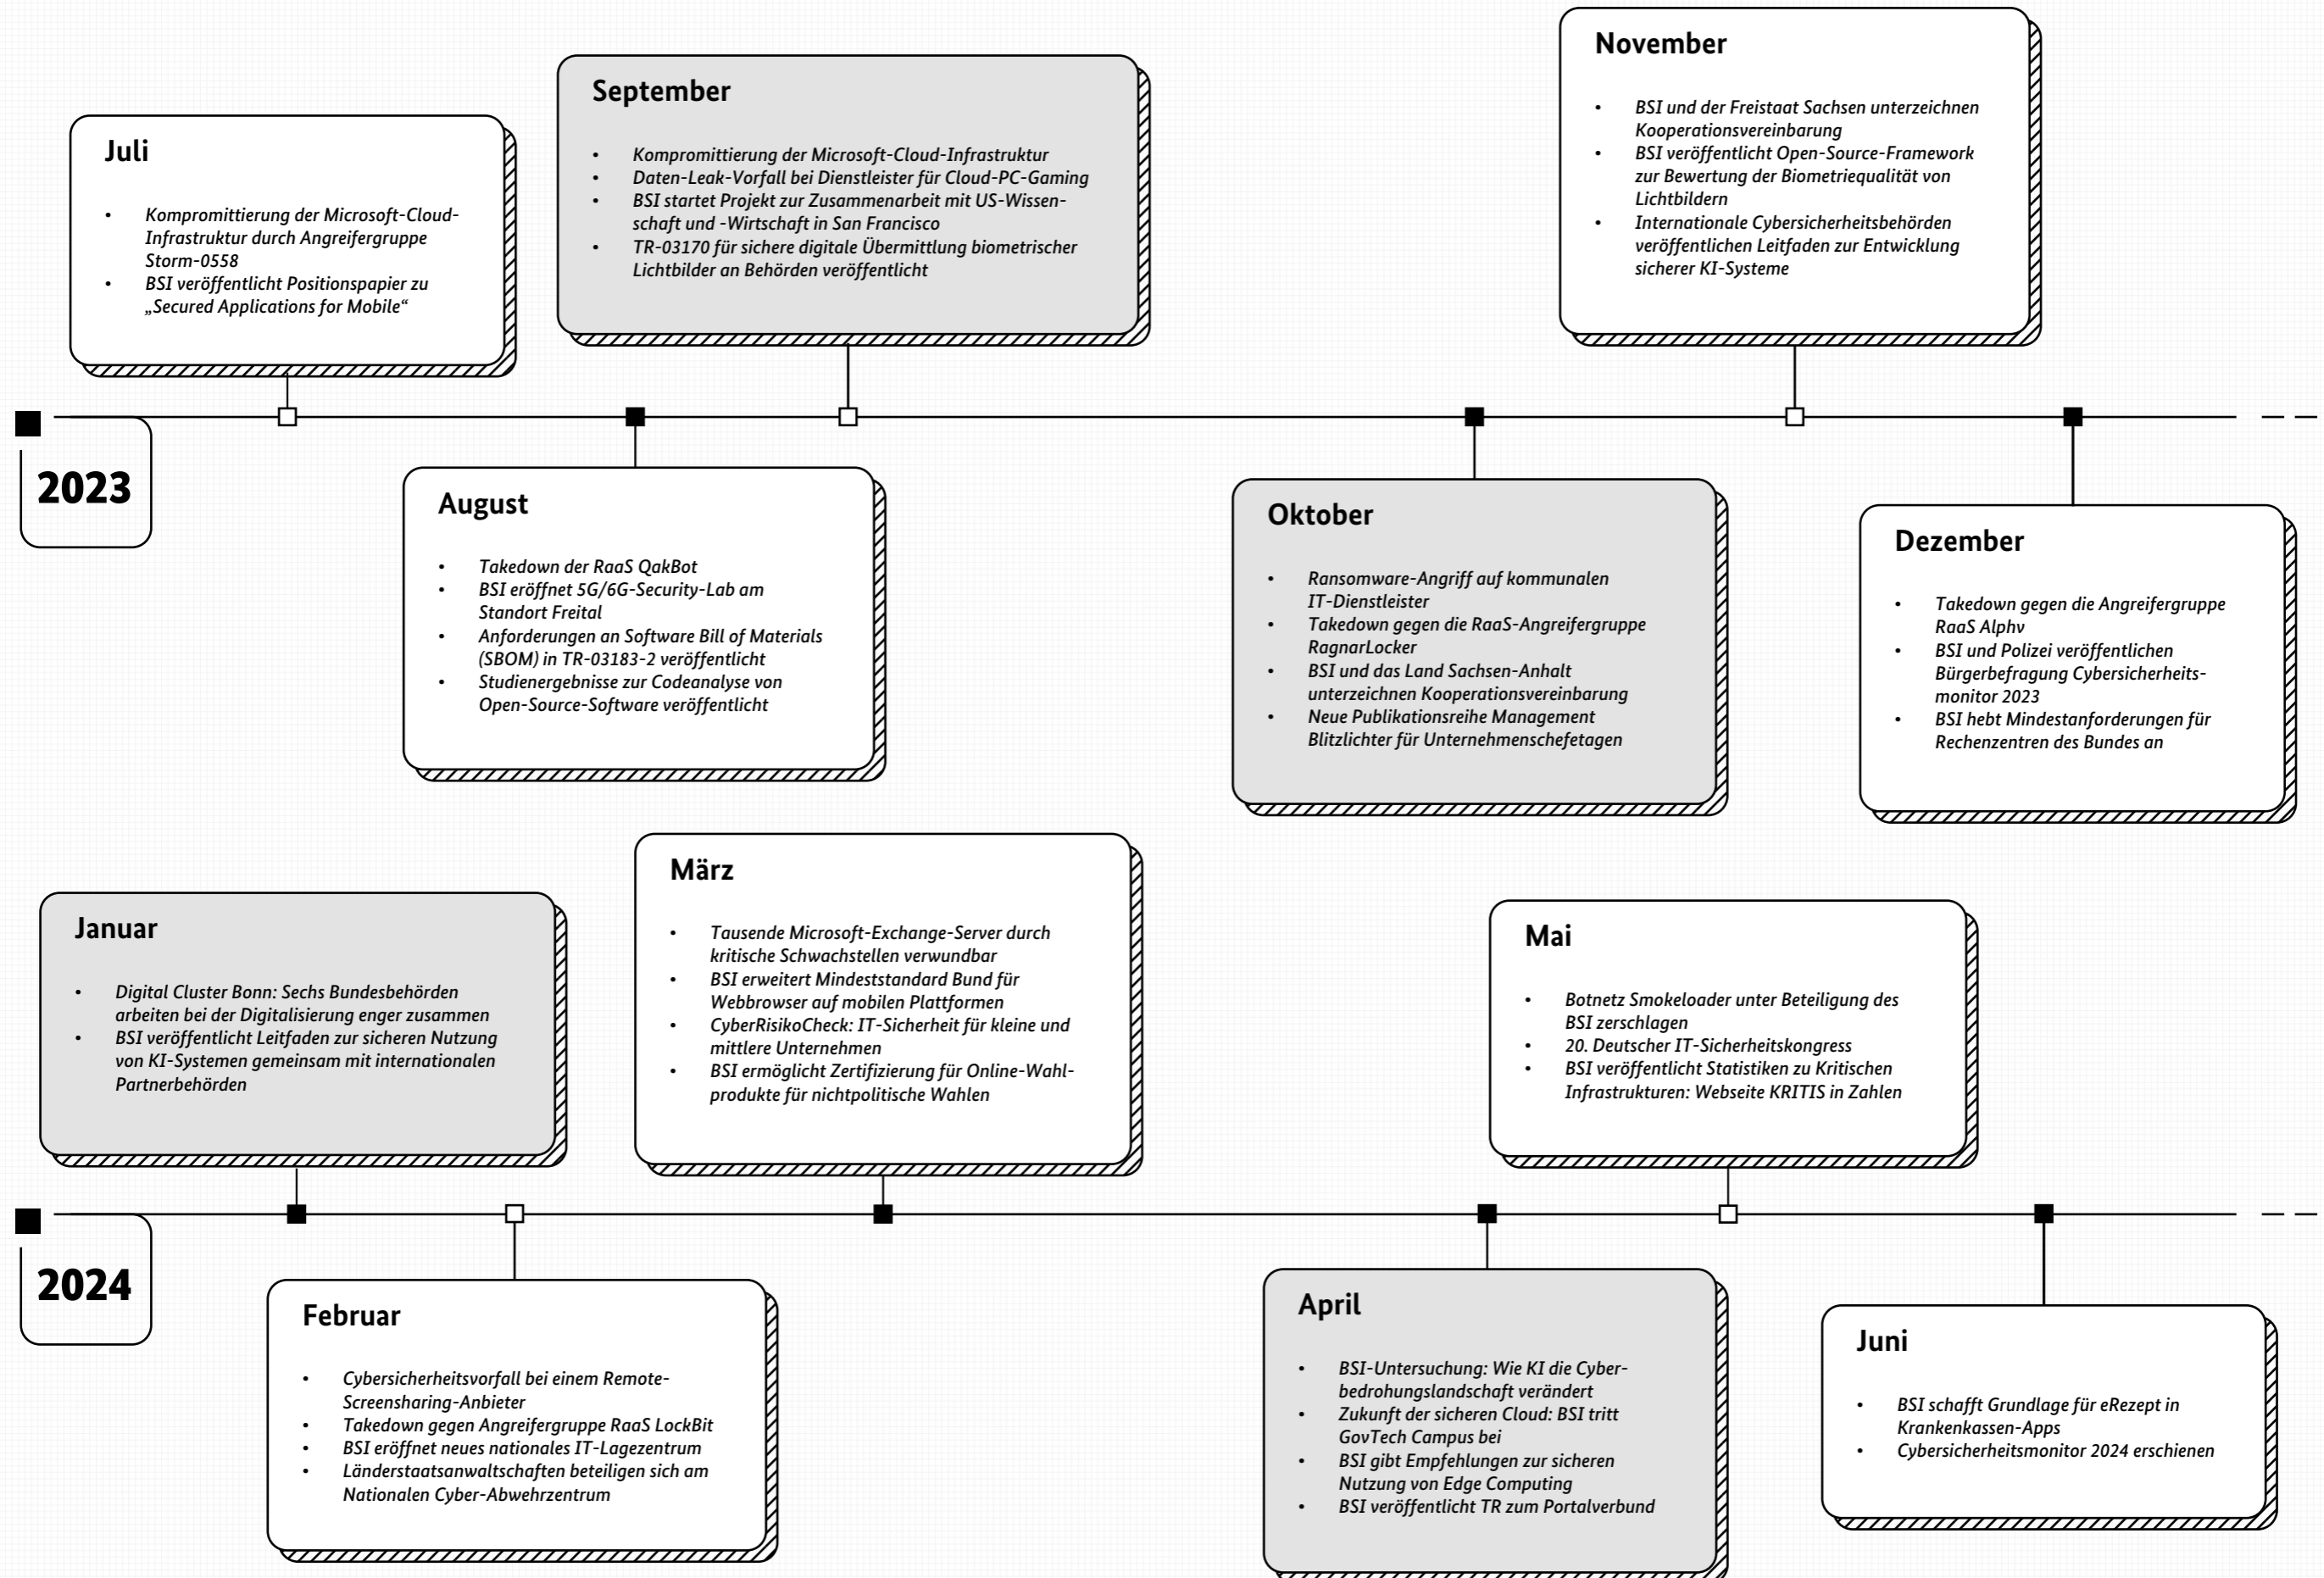 2023
Juli
• Kompromittierung der Microsoft-Cloud-
Infrastruktur durch Angreifergruppe
Storm-0558
• BSI veröffentlicht Positionspapier zu
„Secured Applications for Mobile“
August
• Takedown der RaaS QakBot
• BSI eröffnet 5G/6G-Security-Lab am
Standort Freital
• Anforderungen an Software Bill of Materials
(SBOM) in TR-03183-2 veröffentlicht
• Studienergebnisse zur Codeanalyse von
Open-Source-Software veröffentlicht
September
• Kompromittierung der Microsoft-Cloud-Infrastruktur
• Daten-Leak-Vorfall bei Dienstleister für Cloud-PC-Gaming
• BSI startet Projekt zur Zusammenarbeit mit US-Wissen-
schaft und -Wirtschaft in San Francisco
• TR-03170 für sichere digitale Übermittlung biometrischer
Lichtbilder an Behörden veröffentlicht
Oktober
• Ransomware-Angriff auf kommunalen
IT-Dienstleister
• Takedown gegen die RaaS-Angreifergruppe
RagnarLocker
• BSI und das Land Sachsen-Anhalt
unterzeichnen Kooperationsvereinbarung
• Neue Publikationsreihe Management
Blitzlichter für Unternehmenschefetagen
November
• BSI und der Freistaat Sachsen unterzeichnen
Kooperationsvereinbarung
• BSI veröffentlicht Open-Source-Framework
zur Bewertung der Biometriequalität von
Lichtbildern
• Internationale Cybersicherheitsbehörden
veröffentlichen Leitfaden zur Entwicklung
sicherer KI-Systeme
Dezember
• Takedown gegen die Angreifergruppe
RaaS Alphv
• BSI und Polizei veröffentlichen
Bürgerbefragung Cybersicherheits-
monitor 2023
• BSI hebt Mindestanforderungen für
Rechenzentren des Bundes an
2024
Januar
• Digital Cluster Bonn: Sechs Bundesbehörden
arbeiten bei der Digitalisierung enger zusammen
• BSI veröffentlicht Leitfaden zur sicheren Nutzung
von KI-Systemen gemeinsam mit internationalen
Partnerbehörden
Februar
• Cybersicherheitsvorfall bei einem Remote-
Screensharing-Anbieter
• Takedown gegen Angreifergruppe RaaS LockBit
• BSI eröffnet neues nationales IT-Lagezentrum
• Länderstaatsanwaltschaften beteiligen sich am
Nationalen Cyber-Abwehrzentrum
März
• Tausende Microsoft-Exchange-Server durch
kritische Schwachstellen verwundbar
• BSI erweitert Mindeststandard Bund für
Webbrowser auf mobilen Plattformen
• CyberRisikoCheck: IT-Sicherheit für kleine und
mittlere Unternehmen
• BSI ermöglicht Zertifizierung für Online-Wahl-
produkte für nichtpolitische Wahlen
April
• BSI-Untersuchung: Wie KI die Cyber-
bedrohungslandschaft verändert
• Zukunft der sicheren Cloud: BSI tritt
GovTech Campus bei
• BSI gibt Empfehlungen zur sicheren
Nutzung von Edge Computing
• BSI veröffentlicht TR zum Portalverbund
Mai
• Botnetz Smokeloader unter Beteiligung des
BSI zerschlagen
• 20. Deutscher IT-Sicherheitskongress
• BSI veröffentlicht Statistiken zu Kritischen
Infrastrukturen: Webseite KRITIS in Zahlen
Juni
• BSI schafft Grundlage für eRezept in
Krankenkassen-Apps
• Cybersicherheitsmonitor 2024 erschienen